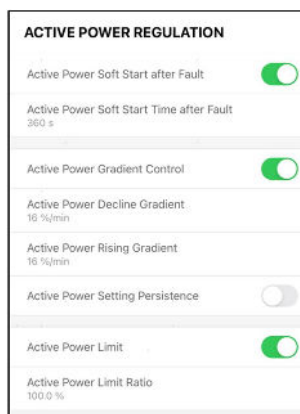 ACTIVE POWER REGULATION
Active Power Soft Start after Fault
Active Power Soft Start Time after Fault
360 s
Active Power Gradient Control
Active Power Decline Gradient
16 %/min
Active Power Rising Gradient
16 %/min
Active Power Setting Persistence
Active Power Limit
Active Power Limit Ratio
100.0 %